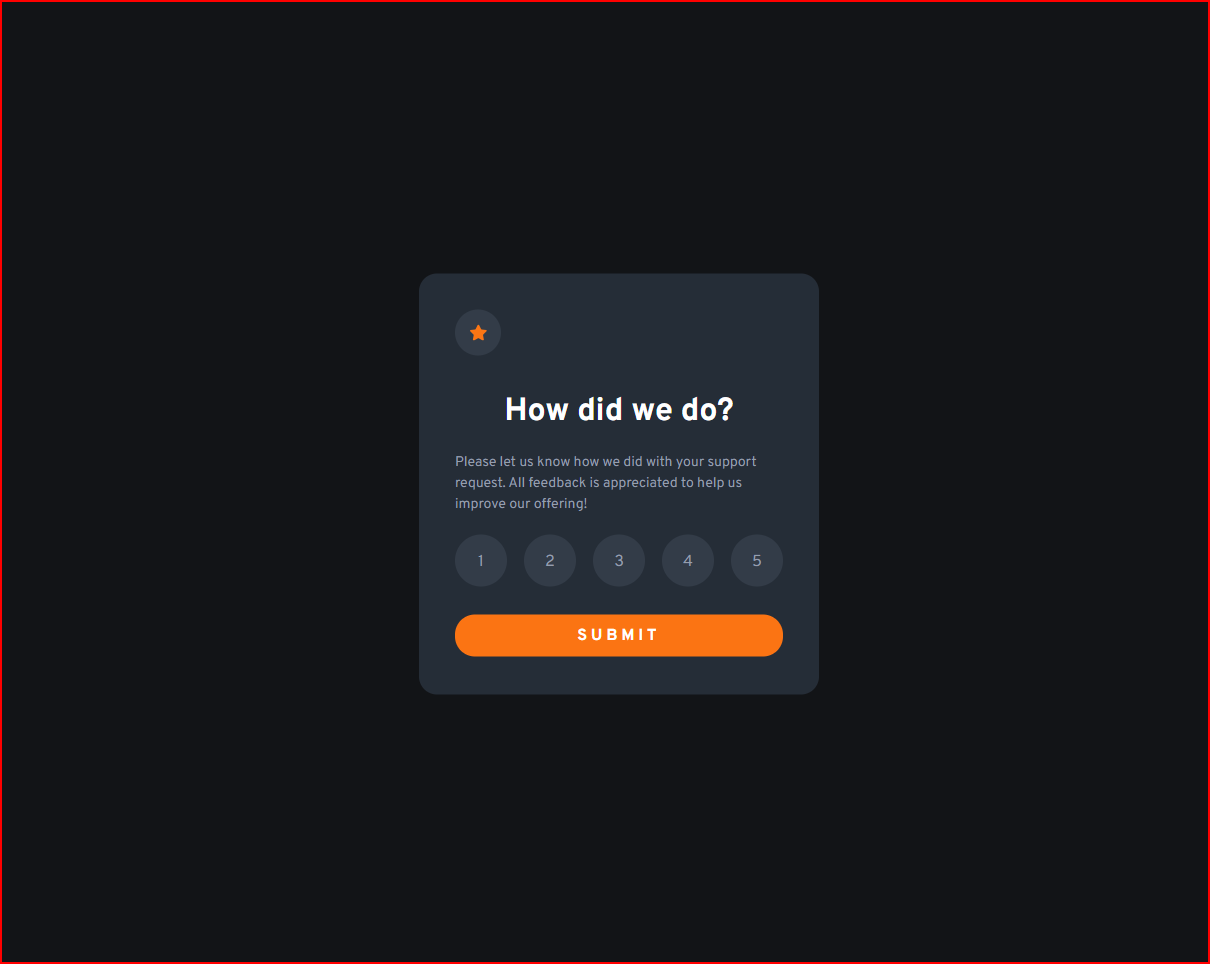 How did we do?
Please let us know how we did with your support
request. All feedback is appreciated to help us
improve our offering!
1 2 3 4 5
SUBMIT